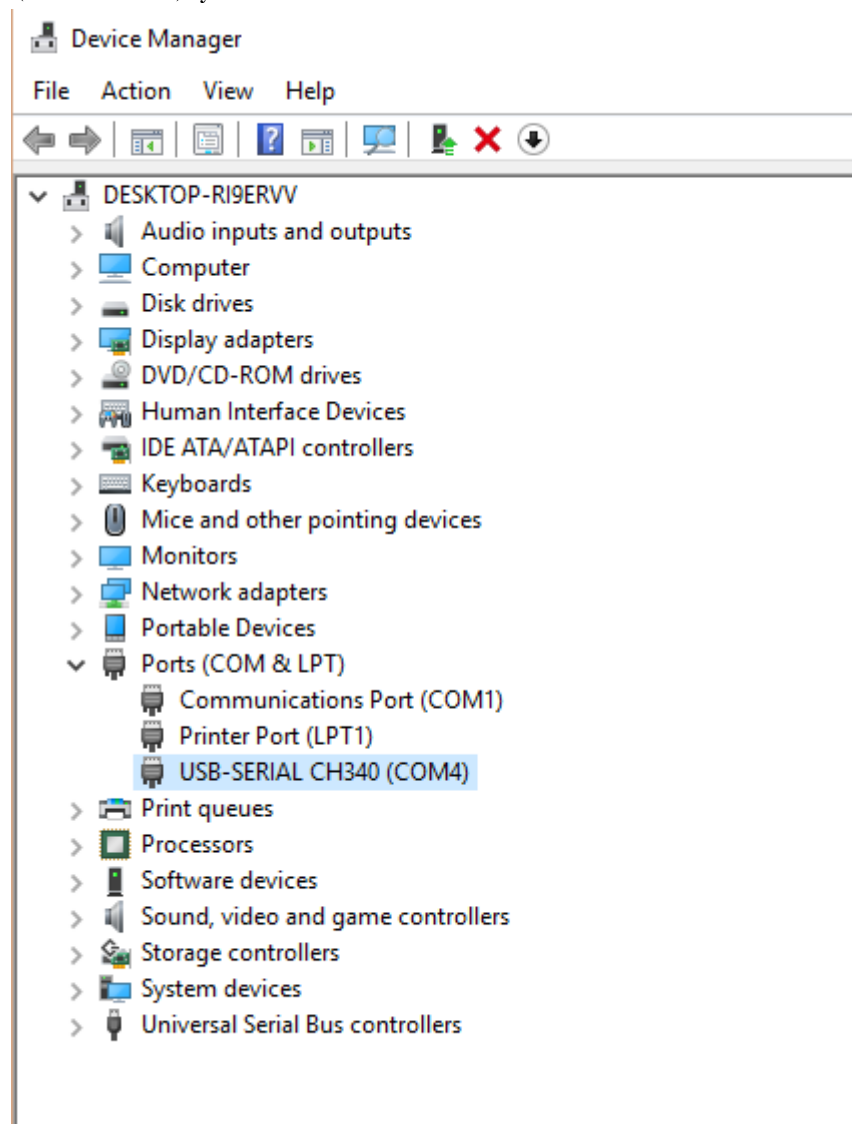 Device Manager
File Action View Help
DESKTOP-RI9ERVV
Audio inputs and outputs
Computer
Disk drives
Display adapters
DVD/CD-ROM drives
Human Interface Devices
IDE ATA/ATAPI controllers
Keyboards
Mice and other pointing devices
Monitors
Network adapters
Portable Devices
Ports (COM & LPT)
Communications Port (COM1)
Printer Port (LPT1)
USB-SERIAL CH340 (COM4)
Print queues
Processors
Software devices
Sound, video and game controllers
Storage controllers
System devices
Universal Serial Bus controllers